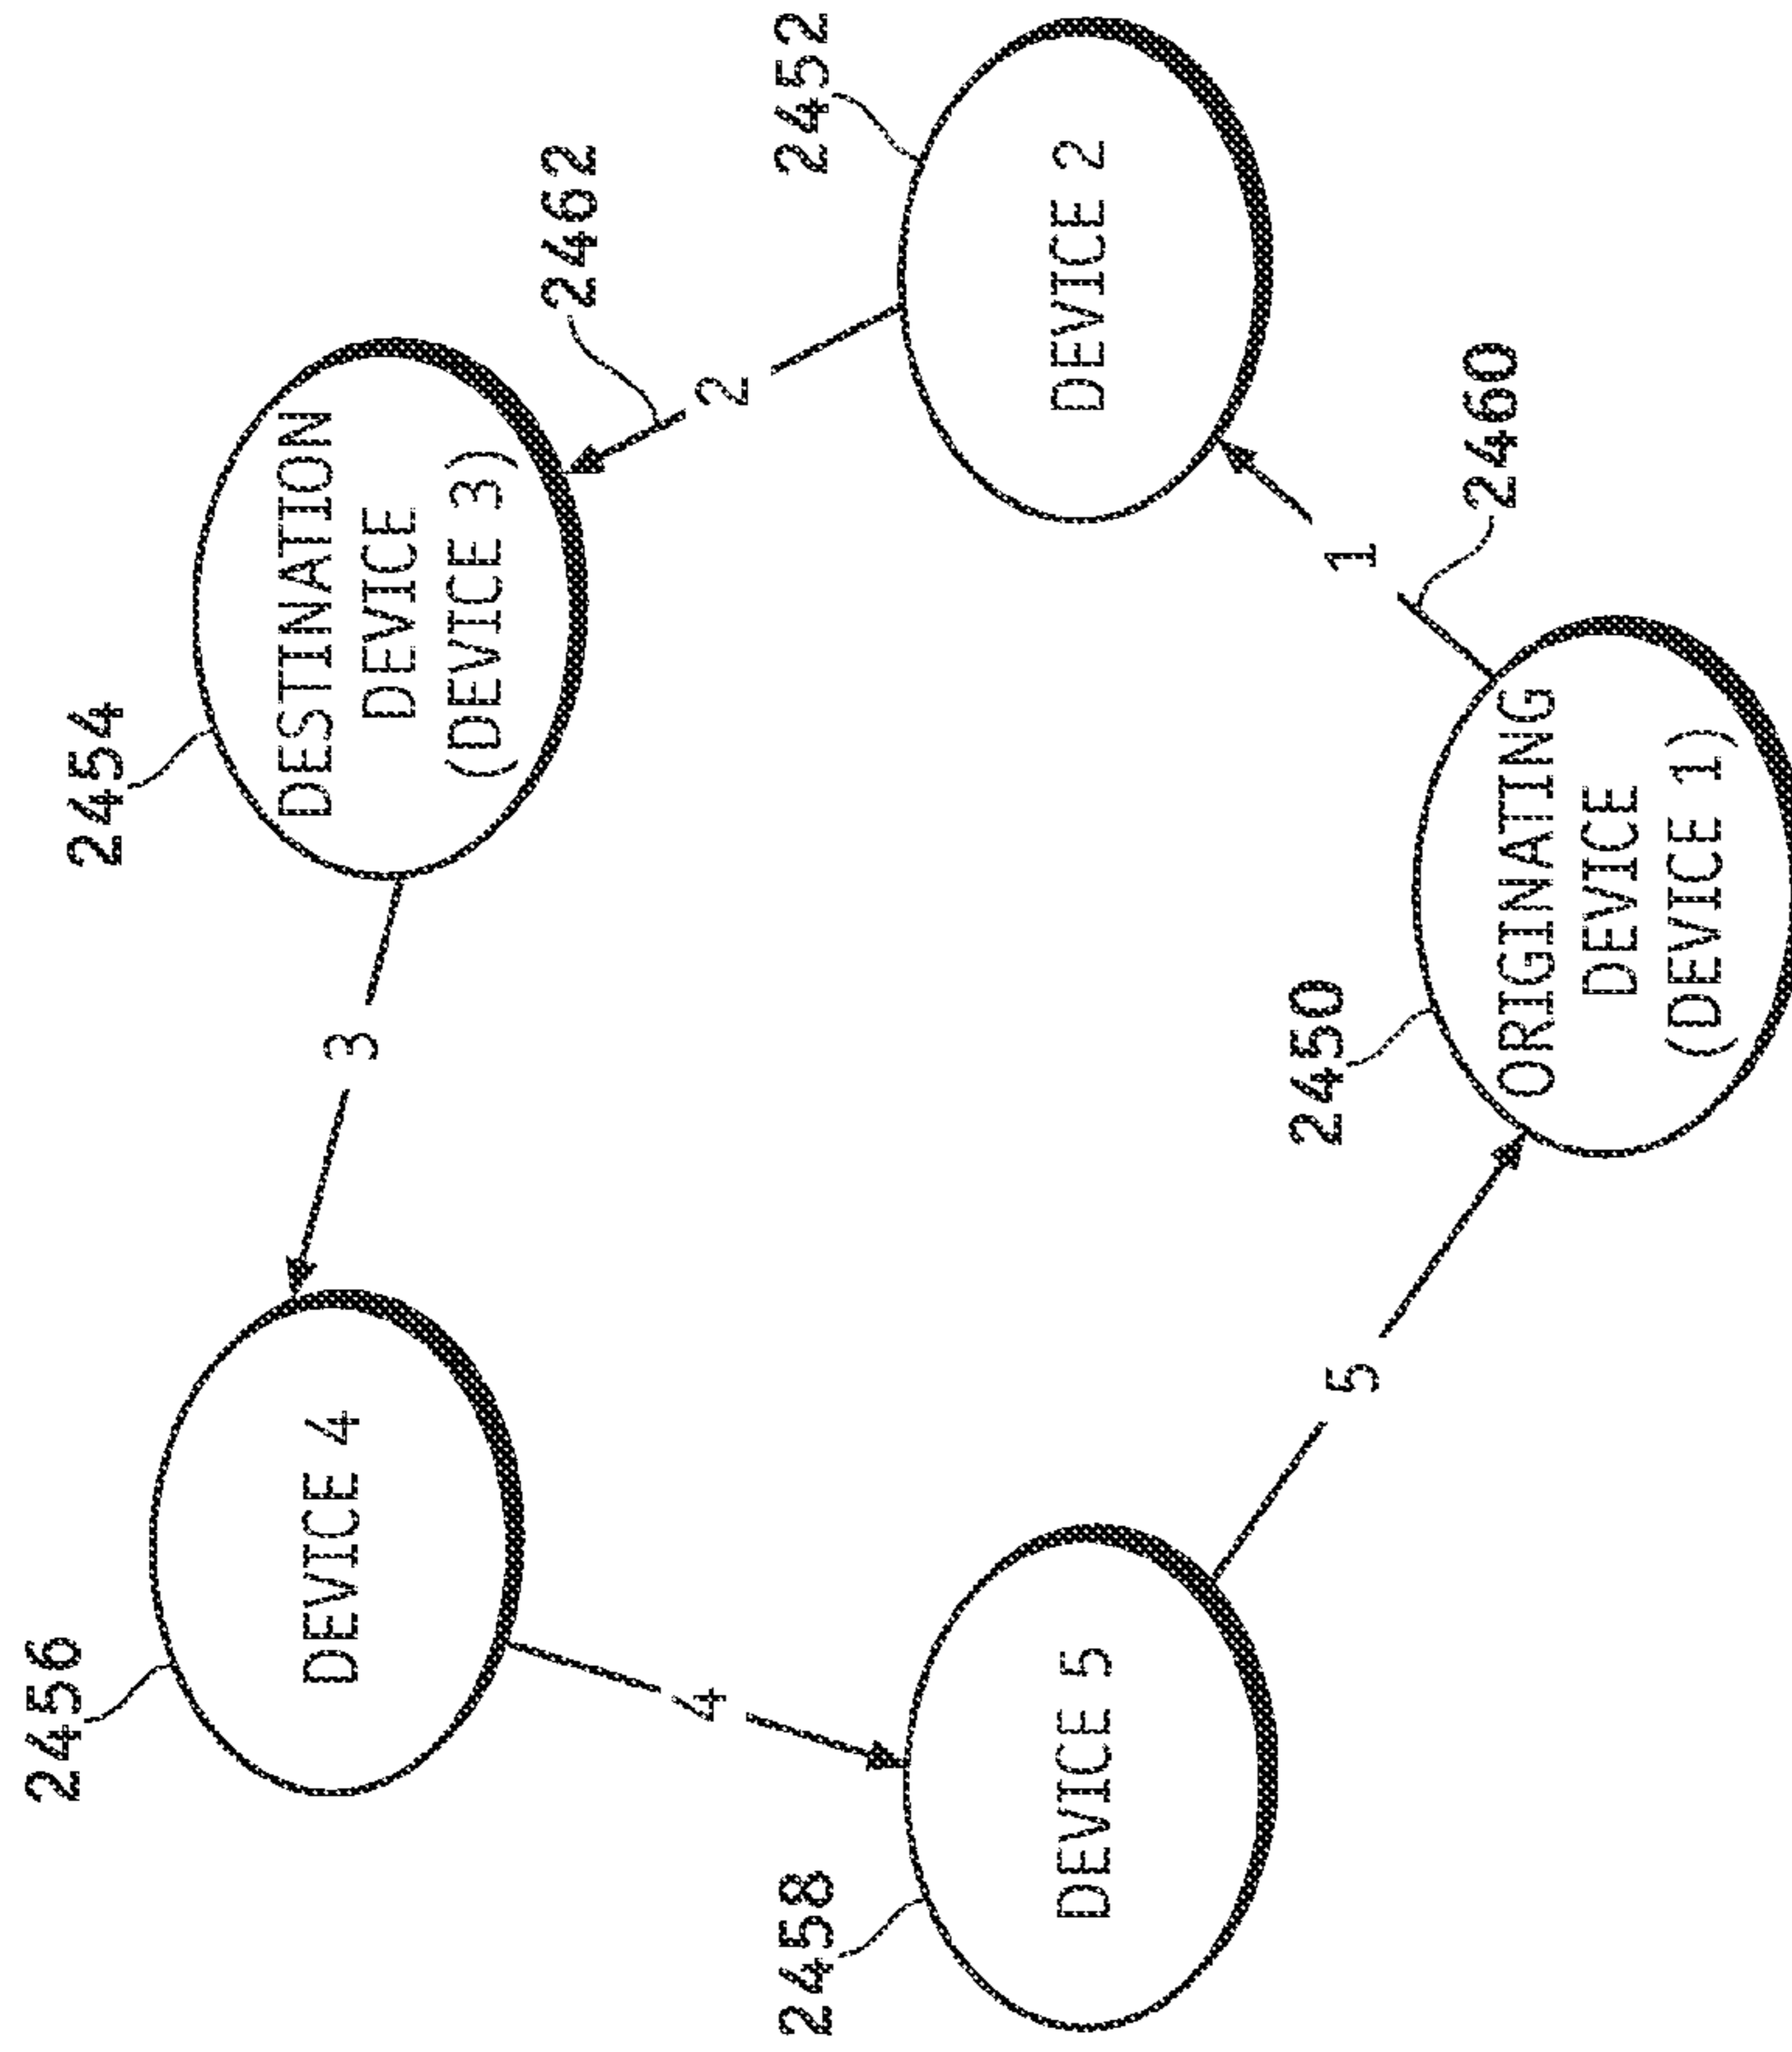 2456
DEVICE 4
3
2454
DESTINATION
DEVICE
(DEVICE 3)
2462
2
2458
DEVICE 5
4
2452
DEVICE 2
5
2450
ORIGINATING
DEVICE
(DEVICE 1)
1
2460